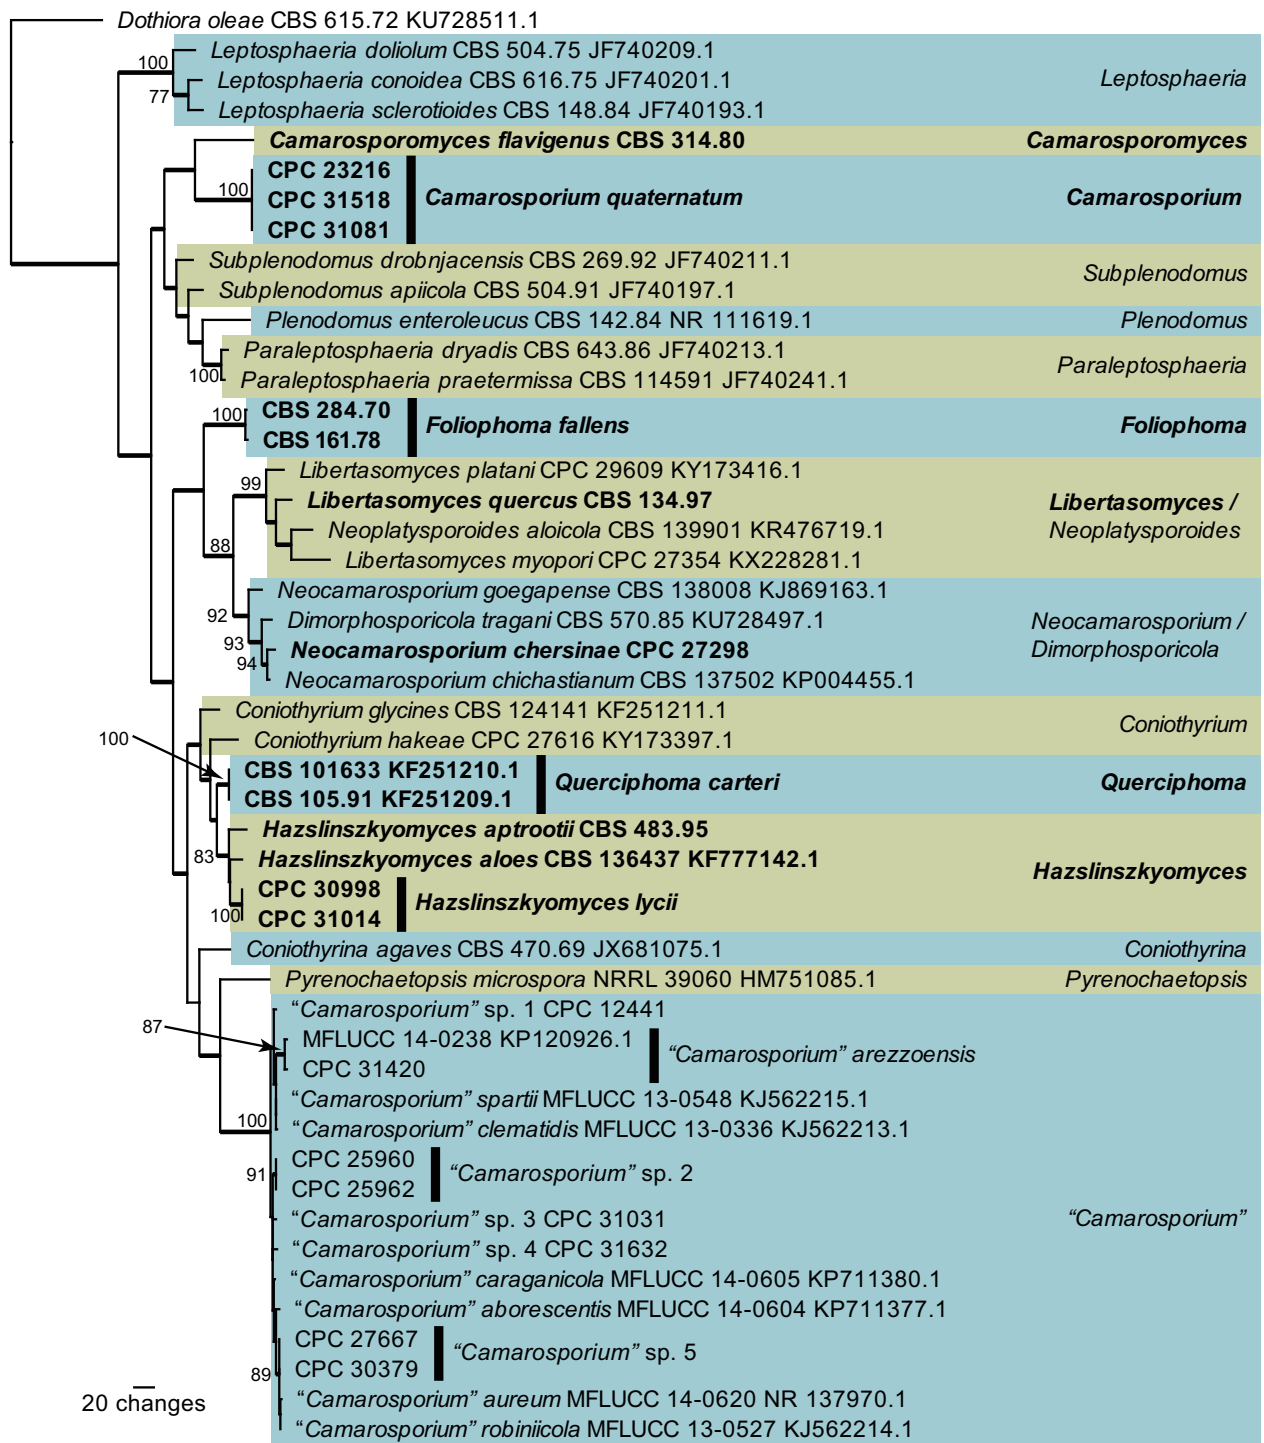 Dothiora oleae CBS 615.72 KU728511.1
Leptosphaeria doliolum CBS 504.75 JF740209.1
100
Leptosphaeria conoidea CBS 616.75 JF740201.1
Leptosphaeria
77
Leptosphaeria sclerotioides CBS 148.84 JF740193.1
Camarosporomyces flavigenus CBS 314.80
Camarosporomyces
CPC 23216
100
CPC 31518
Camarosporium quaternatum
Camarosporium
CPC 31081
Subplenodomus drobnjacensis CBS 269.92 JF740211.1
Subplenodomus
Subplenodomus apiicola CBS 504.91 JF740197.1
Plenodomus enteroleucus CBS 142.84 NR 111619.1
Plenodomus
Paraleptosphaeria dryadis CBS 643.86 JF740213.1
Paraleptosphaeria
100
Paraleptosphaeria praetermissa CBS 114591 JF740241.1
100
CBS 284.70
Foliophoma fallens
Foliophoma
CBS 161.78
Libertasomyces platani CPC 29609 KY173416.1
99
Libertasomyces quercus CBS 134.97
Libertasomyces /
Neoplatysporoides aloicola CBS 139901 KR476719.1
Neoplatysporoides
88
Libertasomyces myopori CPC 27354 KX228281.1
Neocamarosporium goegapense CBS 138008 KJ869163.1
92
Dimorphosporicola tragani CBS 570.85 KU728497.1
Neocamarosporium /
93
Neocamarosporium chersinae CPC 27298
Dimorphosporicola
94
Neocamarosporium chichastianum CBS 137502 KP004455.1
Coniothyrium glycines CBS 124141 KF251211.1
Coniothyrium
100
Coniothyrium hakeae CPC 27616 KY173397.1
CBS 101633 KF251210.1
Querciphoma carteri
Querciphoma
CBS 105.91 KF251209.1
Hazslinszkyomyces aptrootii CBS 483.95
83
Hazslinszkyomyces aloes CBS 136437 KF777142.1
Hazslinszkyomyces
CPC 30998
Hazslinszkyomyces lycii
100
CPC 31014
Coniothyrina agaves CBS 470.69 JX681075.1
Coniothyrina
Pyrenochaetopsis microspora NRRL 39060 HM751085.1
Pyrenochaetopsis
“Camarosporium” sp. 1 CPC 12441
87
MFLUCC 14-0238 KP120926.1
“Camarosporium” arezzoensis
CPC 31420
“Camarosporium” spartii MFLUCC 13-0548 KJ562215.1
100
“Camarosporium” clematidis MFLUCC 13-0336 KJ562213.1
CPC 25960
91
“Camarosporium” sp. 2
CPC 25962
“Camarosporium” sp. 3 CPC 31031
“Camarosporium”
“Camarosporium” sp. 4 CPC 31632
“Camarosporium” caraganicola MFLUCC 14-0605 KP711380.1
“Camarosporium” aborescentis MFLUCC 14-0604 KP711377.1
CPC 27667
“Camarosporium” sp. 5
89
CPC 30379
20 changes
“Camarosporium” aureum MFLUCC 14-0620 NR 137970.1
“Camarosporium” robiniicola MFLUCC 13-0527 KJ562214.1